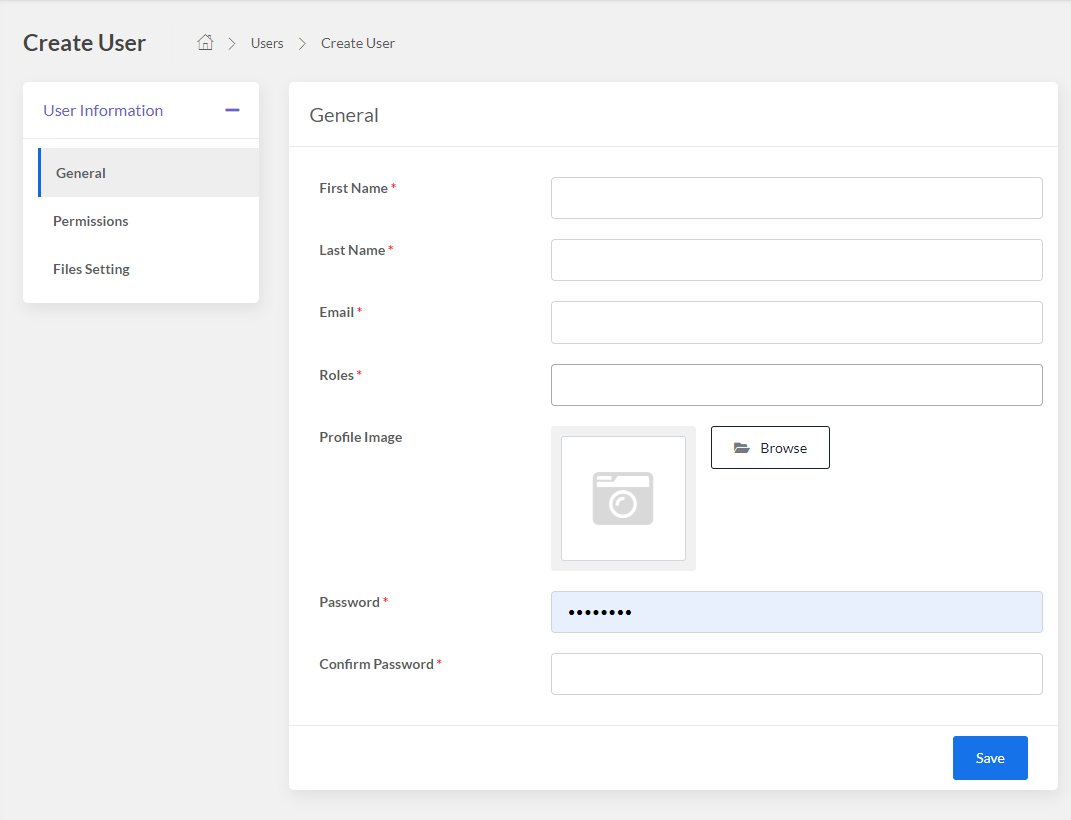 Create User
Users
Create User
User Information
General
Permissions
Files Setting
General
First Name *
Last Name *
Email *
Roles *
Profile Image
Browse
Password *
••••••••
Confirm Password *
Save